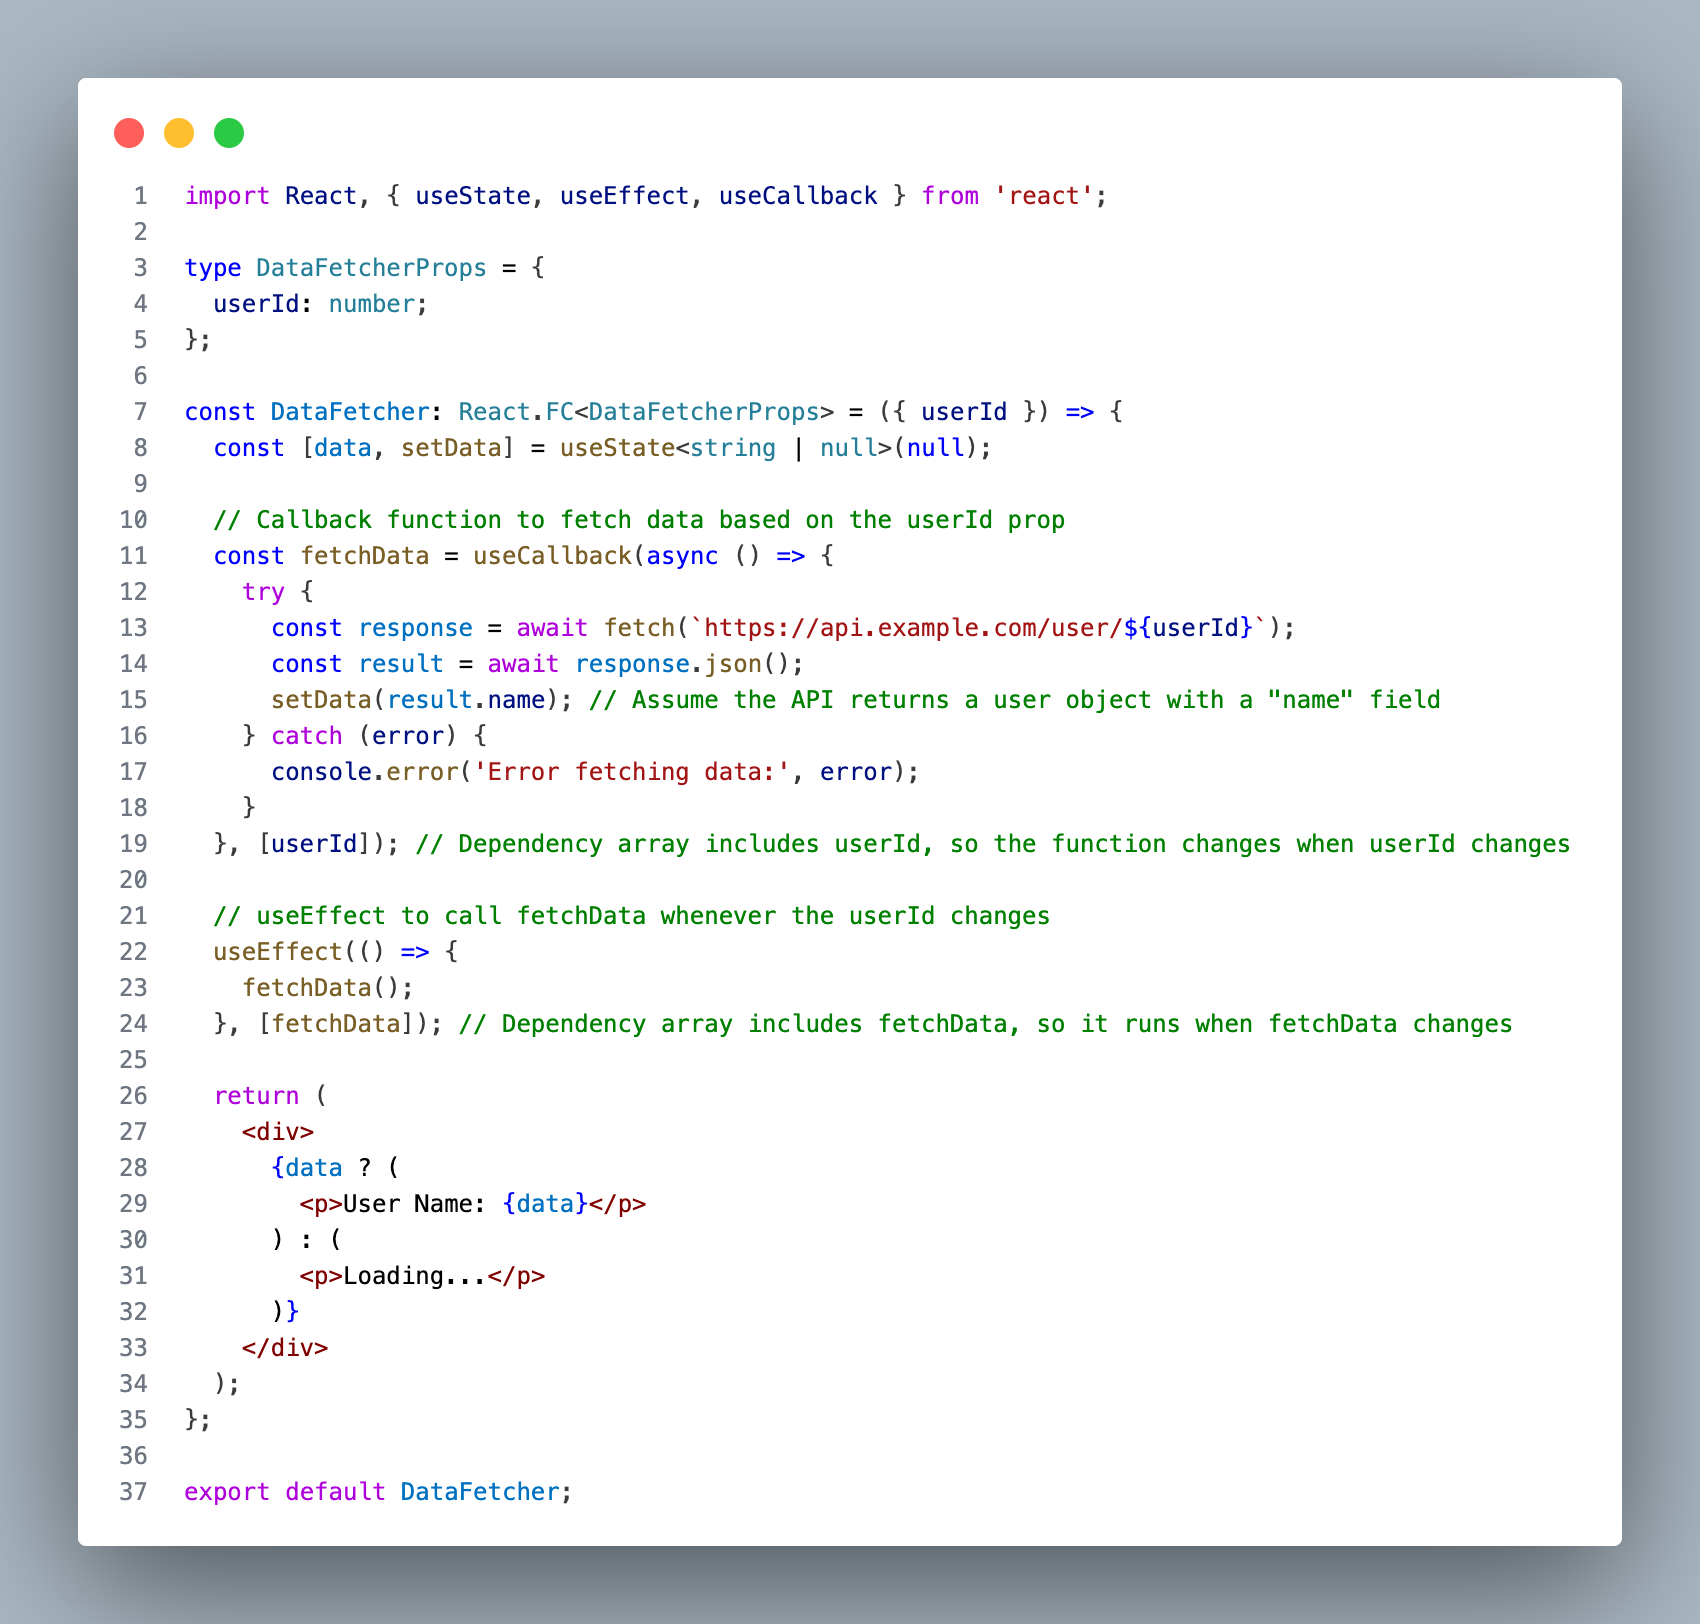 1 import React, { useState, useEffect, useCallback } from 'react';
2
3 type DataFetcherProps = {
4   userId: number;
5 };
6
7 const DataFetcher: React.FC<DataFetcherProps> = ({ userId }) => {
8   const [data, setData] = useState<string | null>(null);
9
10   // Callback function to fetch data based on the userId prop
11   const fetchData = useCallback(async () => {
12     try {
13       const response = await fetch(`https://api.example.com/user/${userId}`);
14       const result = await response.json();
15       setData(result.name); // Assume the API returns a user object with a "name" field
16     } catch (error) {
17       console.error('Error fetching data:', error);
18     }
19   }, [userId]); // Dependency array includes userId, so the function changes when userId changes
20
21   // useEffect to call fetchData whenever the userId changes
22   useEffect(() => {
23     fetchData();
24   }, [fetchData]); // Dependency array includes fetchData, so it runs when fetchData changes
25
26   return (
27     <div>
28       {data ? (
29         <p>User Name: {data}</p>
30       ) : (
31         <p>Loading...</p>
32       )}
33     </div>
34   );
35 };
36
37 export default DataFetcher;